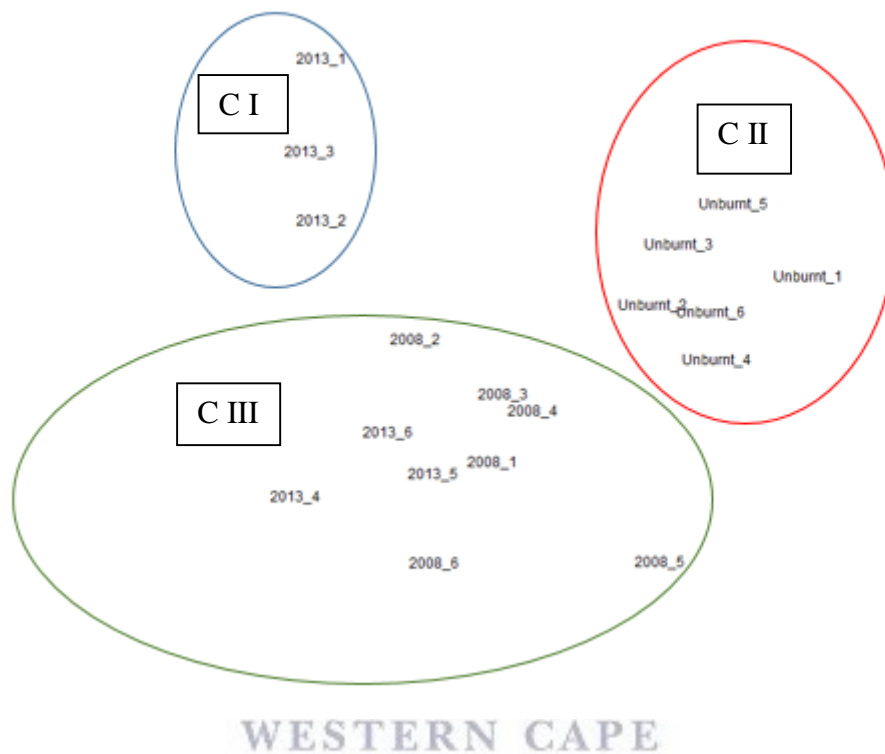 2013_1
C I
2013_3
2013_2
C II
Unburnt_5
Unburnt_3
Unburnt_1
Unburnt_2
Unburnt_6
Unburnt_4
2008_2
C III
2008_3
2008_4
2013_6
2008_1
2013_5
2013_4
2008_6
2008_5
WESTERN CAPE